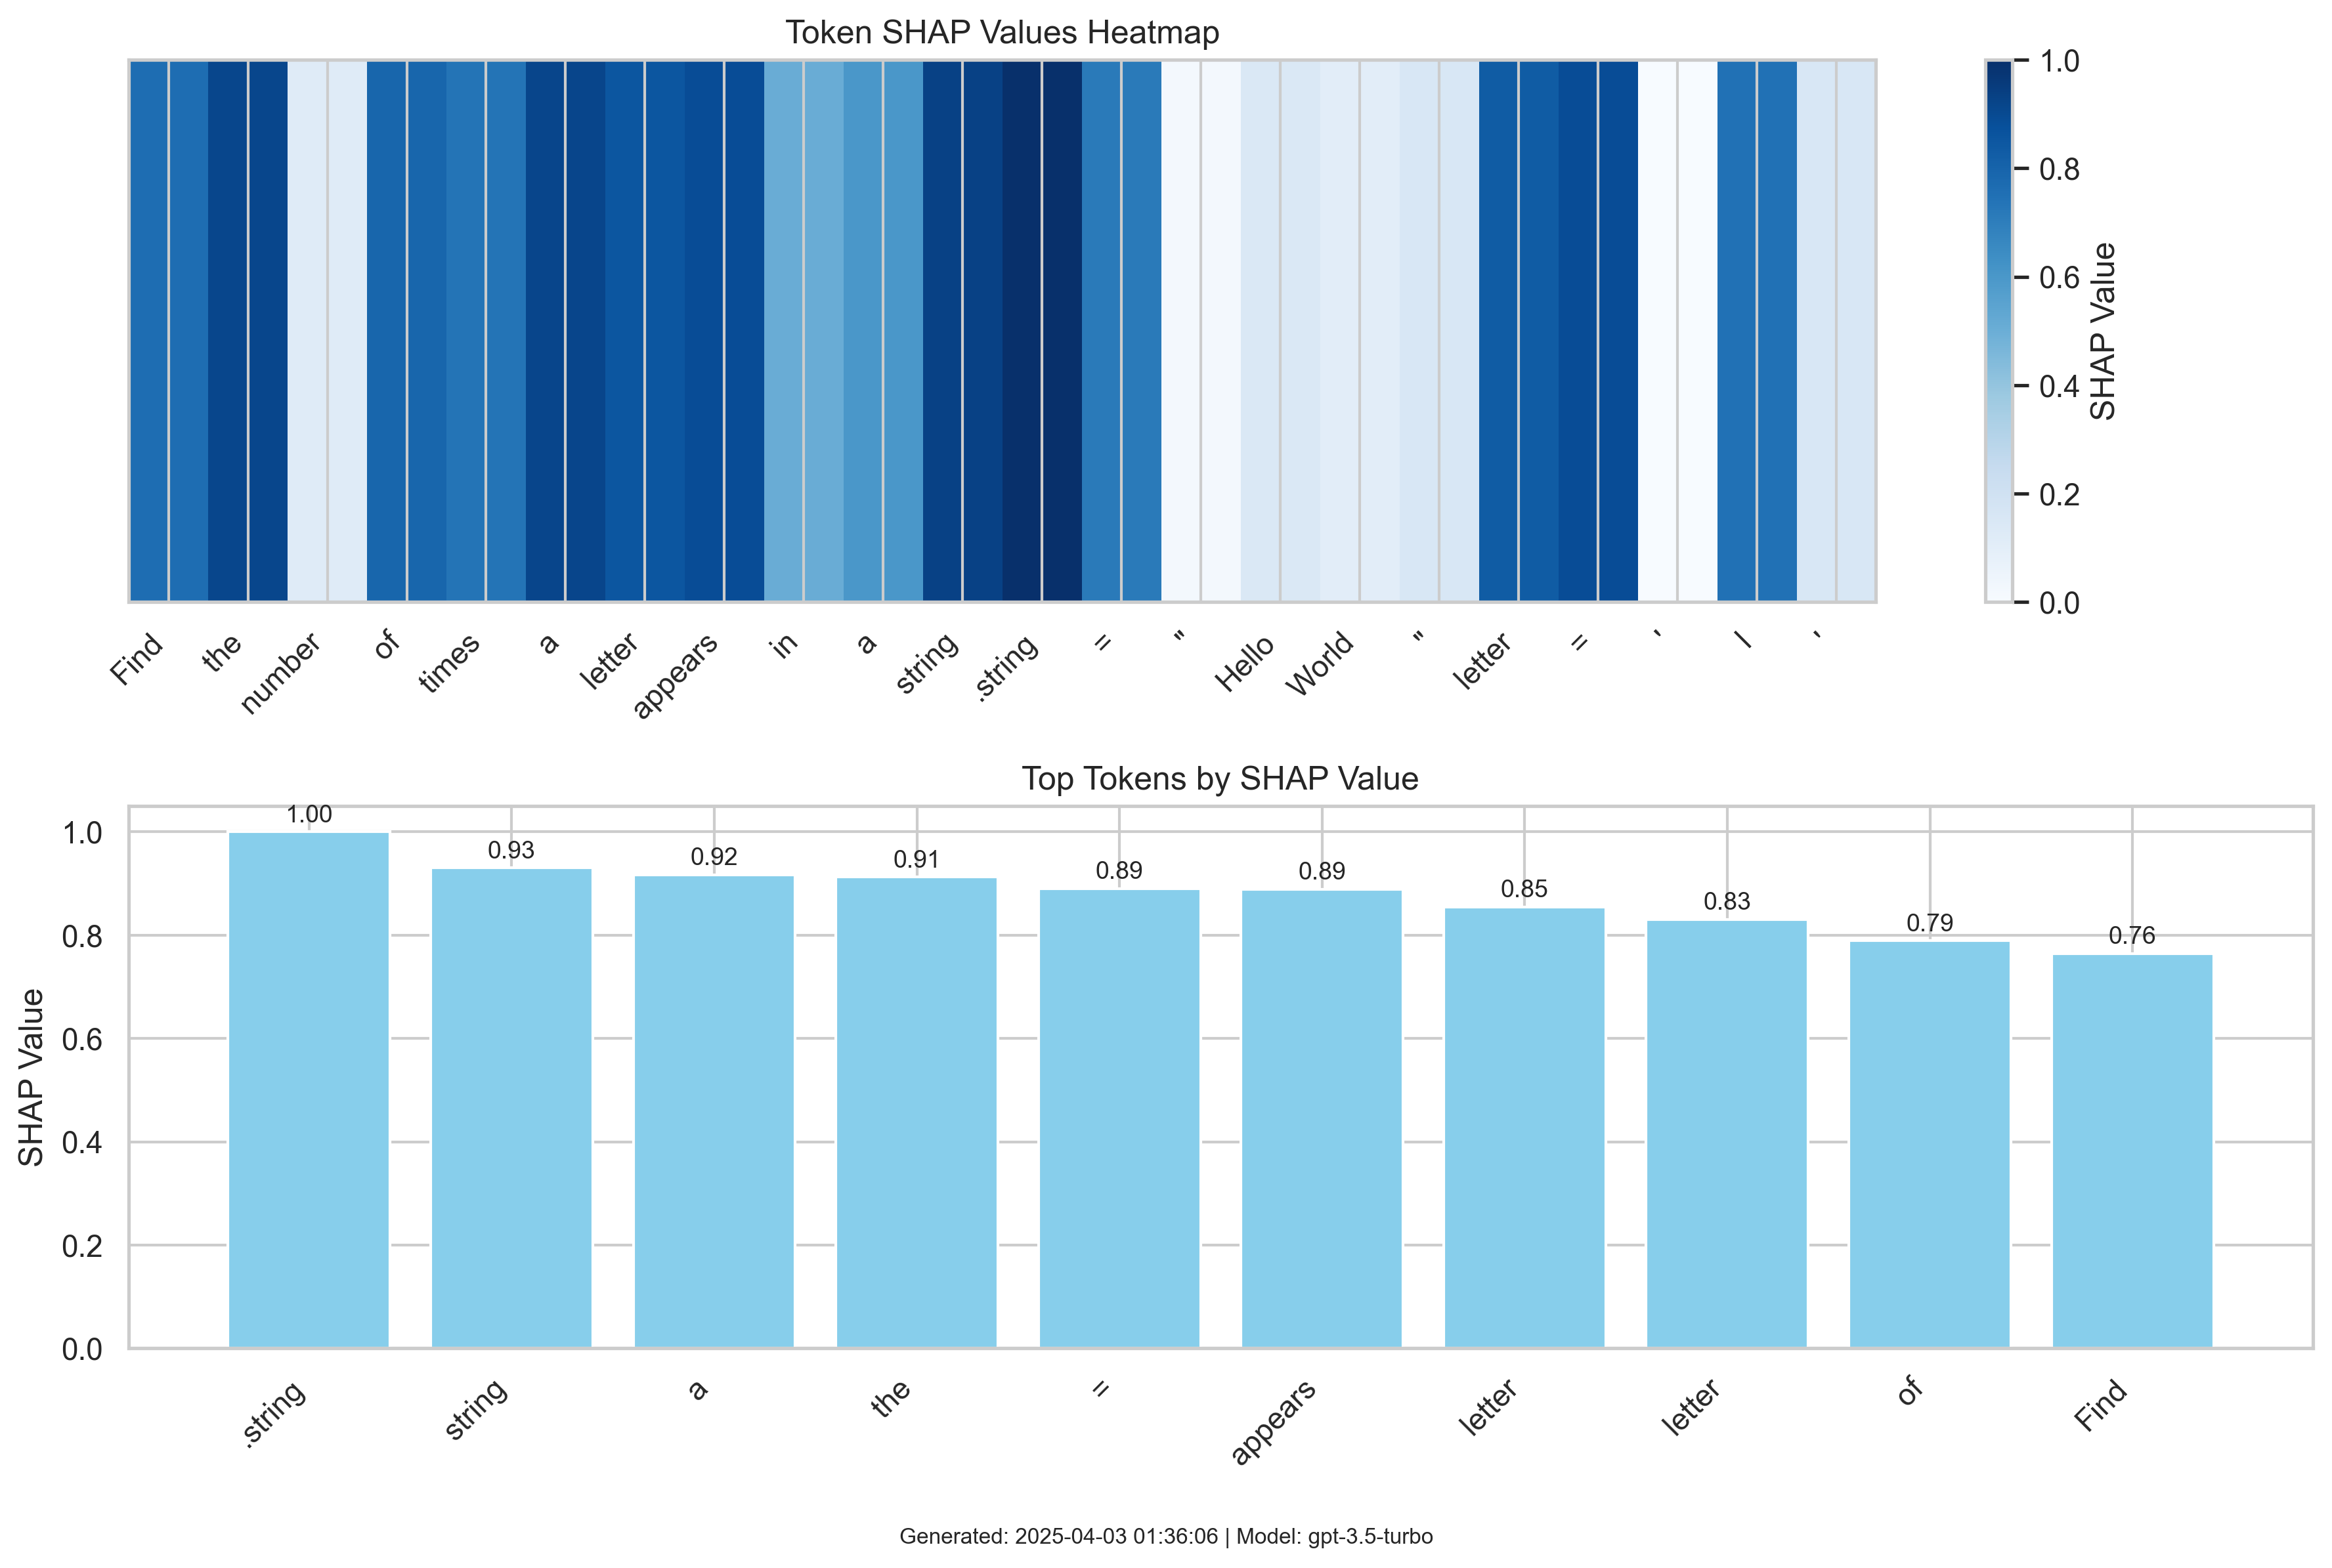 Token SHAP Values Heatmap
1.0
0.8
0.6
0.4
0.2
0.0
SHAP Value
Find the number of times a letter appears in a string .string = " Hello World " letter = ' l '
Top Tokens by SHAP Value
1.00 0.93 0.92 0.91 0.89 0.89 0.85 0.83 0.79 0.76
1.0
0.8
0.6
0.4
0.2
0.0
SHAP Value
.string string a the = appears letter letter of Find
Generated: 2025-04-03 01:36:06 | Model: gpt-3.5-turbo